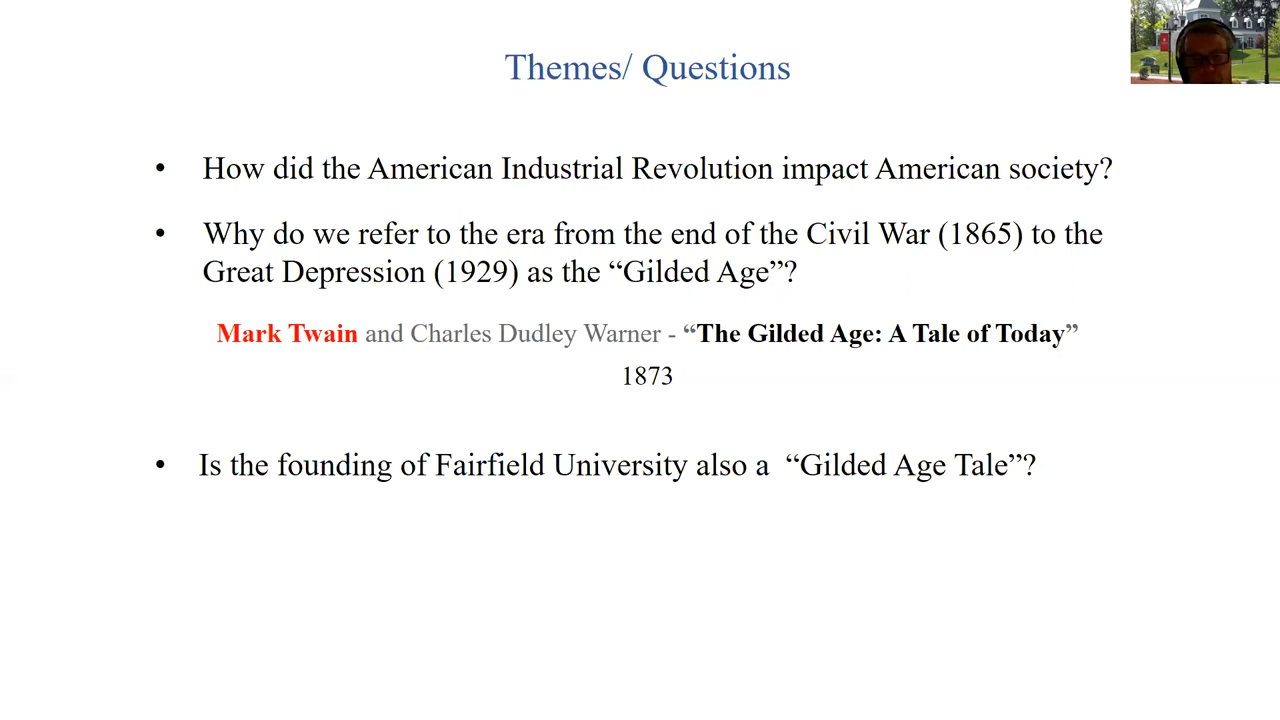 Themes/ Questions
• How did the American Industrial Revolution impact American society?
• Why do we refer to the era from the end of the Civil War (1865) to the
Great Depression (1929) as the “Gilded Age”?
Mark Twain and Charles Dudley Warner - “The Gilded Age: A Tale of Today”
1873
• Is the founding of Fairfield University also a “Gilded Age Tale”?